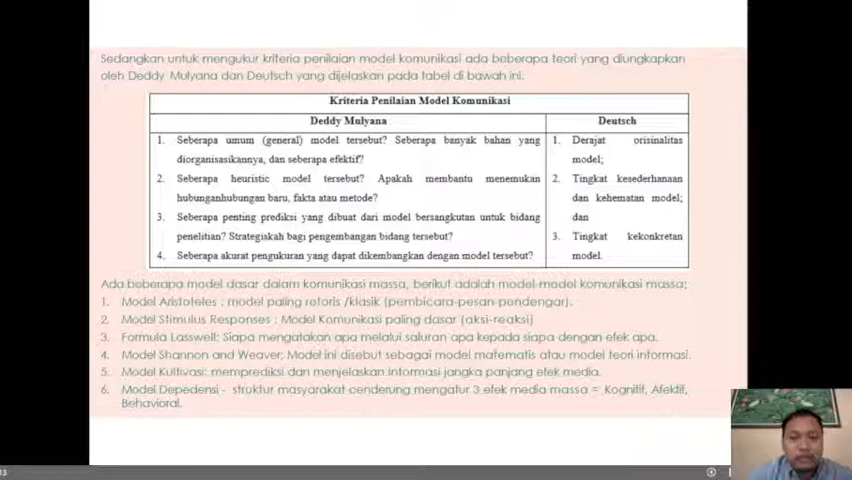 Sedangkan untuk mengukur kriteria penilaian model komunikasi ada beberapa teori yang diungkapkan
oleh Deddy Mulyana dan Deutsch yang dijelaskan pada tabel di bawah ini.
Kriteria Penilaian Model Komunikasi
Deddy Mulyana
1. Seberapa umum (general) model tersebut? Seberapa banyak bahan yang
diorganisasikannya, dan seberapa efektif?
2. Seberapa heuristic model tersebut? Apakah membantu menemukan
hubunganhubungan baru, fakta atau metode?
3. Seberapa penting prediksi yang dibuat dari model bersangkutan untuk bidang
penelitian? Strategiskah bagi pengembangan bidang tersebut?
4. Seberapa akurat pengukuran yang dapat dikembangkan dengan model tersebut?
Deutsch
1. Derajat orisinalitas
model;
2. Tingkat kesederhanaan
dan kehematan model;
dan
3. Tingkat kekonkretan
model.
Ada beberapa model dasar dalam komunikasi massa, berikut adalah model-model komunikasi massa;
1. Model Aristoteles : model paling retoris /klasik (pembicara-pesan-pendengar).
2. Model Stimulus Responses : Model Komunikasi paling dasar (aksi-reaksi)
3. Formula Lasswell: Siapa mengatakan apa melalui saluran apa kepada siapa dengan efek apa.
4. Model Shannon and Weaver; Model ini disebut sebagai model matematis atau model teori informasi.
5. Model Kultivasi: memprediksi dan menjelaskan informasi jangka panjang efek media.
6. Model Depedensi - struktur masyarakat cenderung mengatur 3 efek media massa = Kognitif, Afektif,
Behavioral.
13